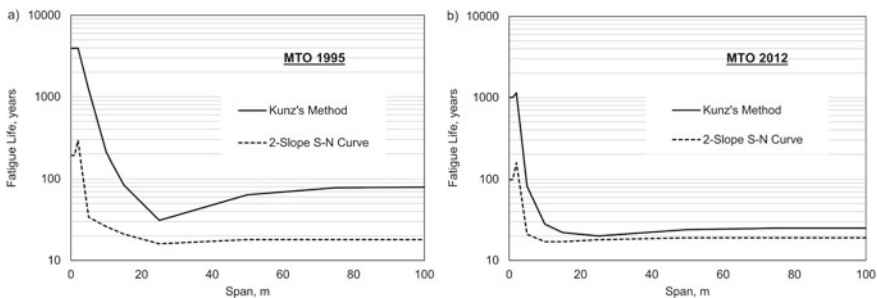 a)
MTO 1995
Fatigue Life, years
10000
1000
100
10
Kunz's Method
2-Slope S-N Curve
0 20 40 60 80 100
Span, m
b)
MTO 2012
Fatigue Life, years
10000
1000
100
10
Kunz's Method
2-Slope S-N Curve
0 20 40 60 80 100
Span, m